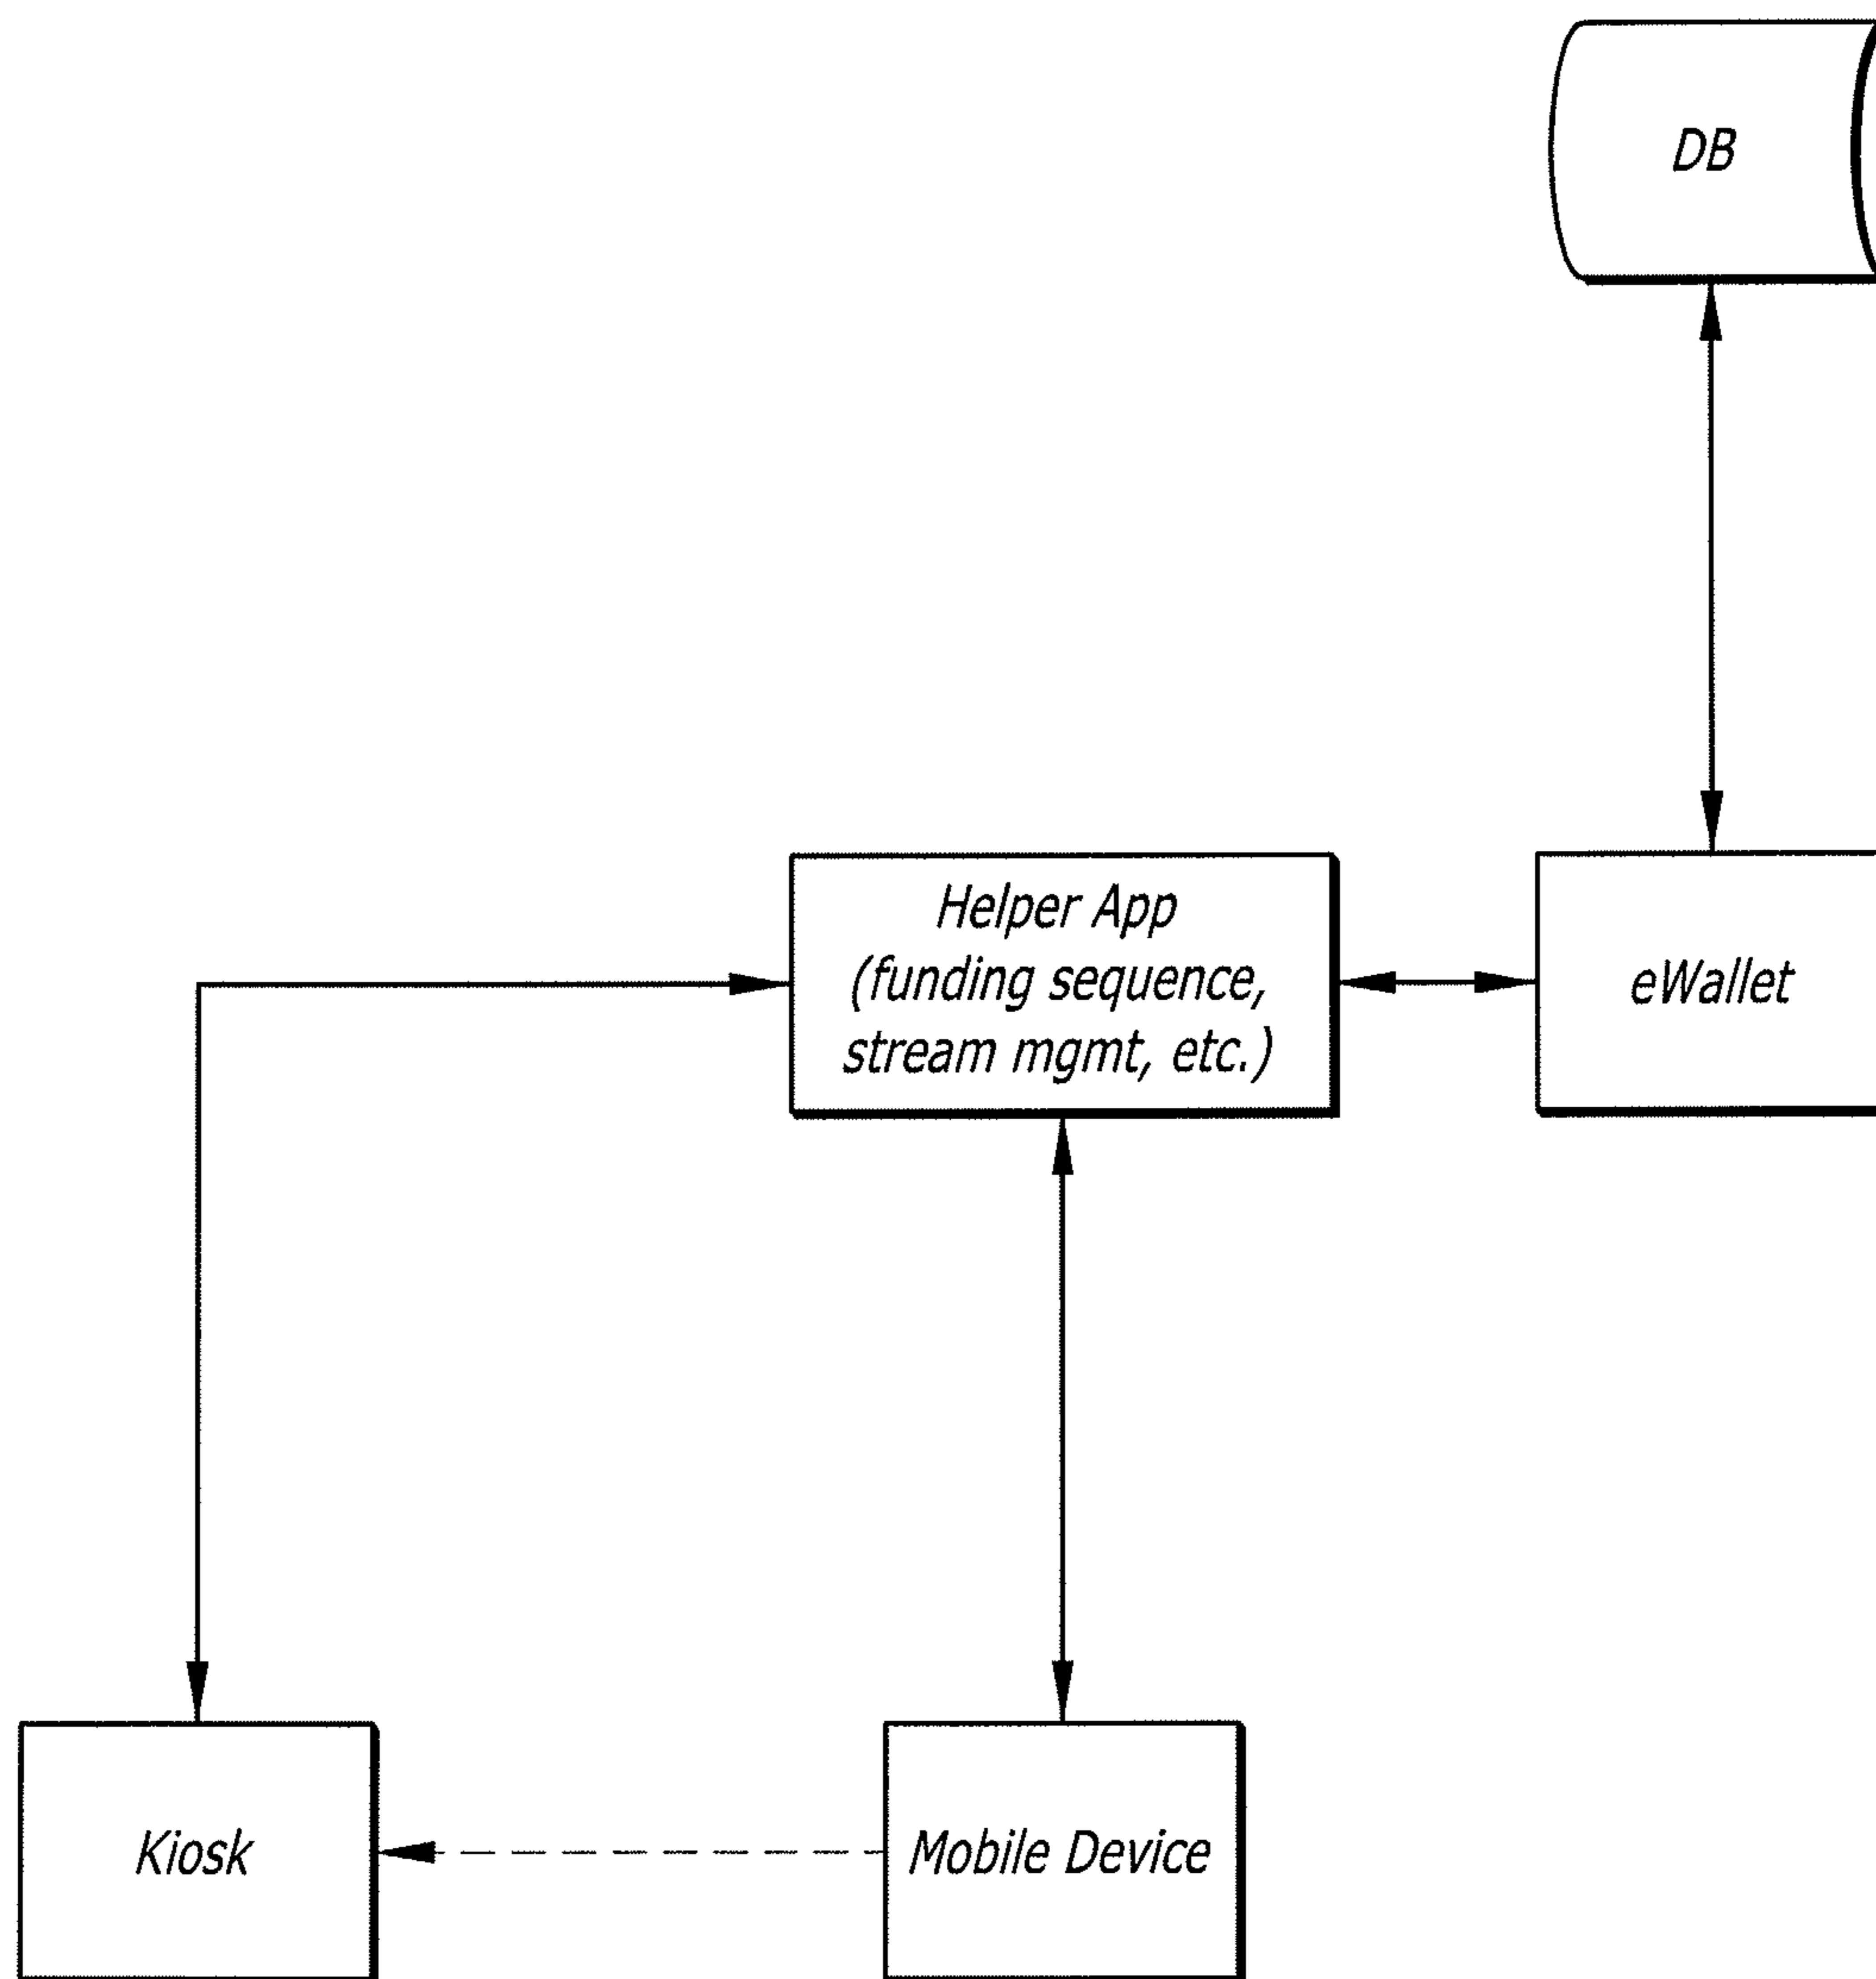 DB
Helper App
(funding sequence,
stream mgmt, etc.)
eWallet
Kiosk
Mobile Device